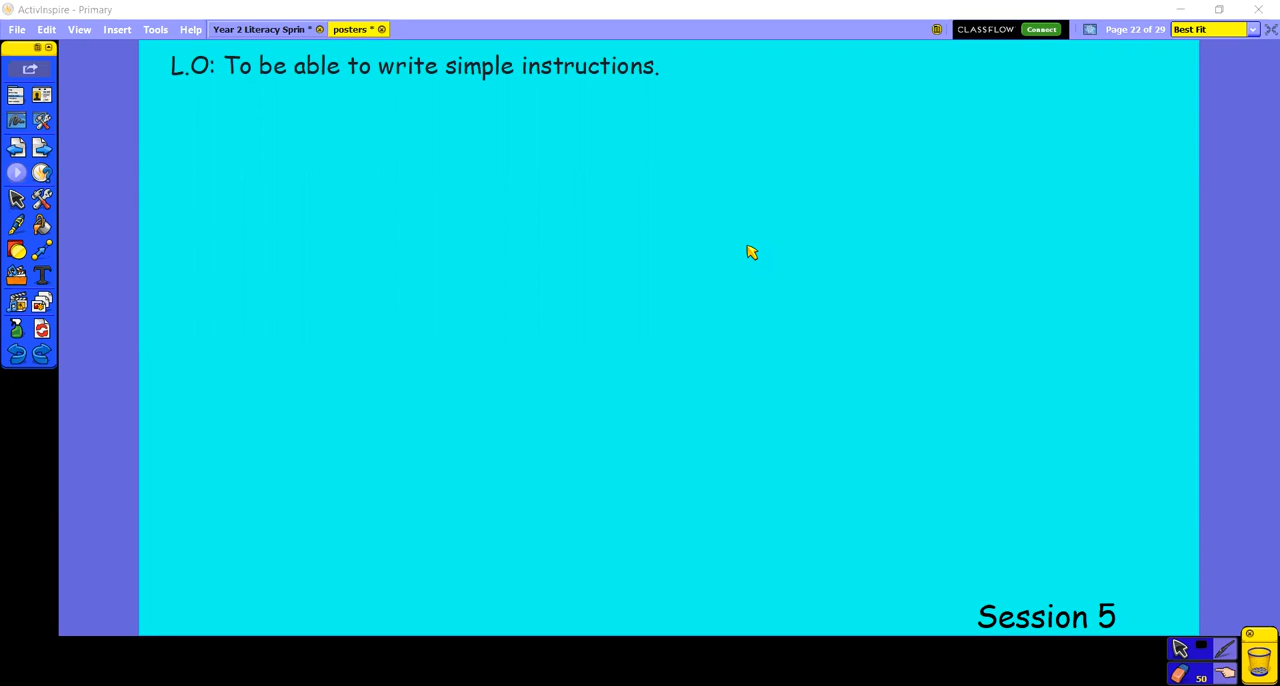 ActivInspire - Primary
File Edit View Insert Tools Help Year 2 Literacy Sprin * posters * CLASSFLOW Connect Page 22 of 29 Best Fit
L.O: To be able to write simple instructions.
Session 5
50